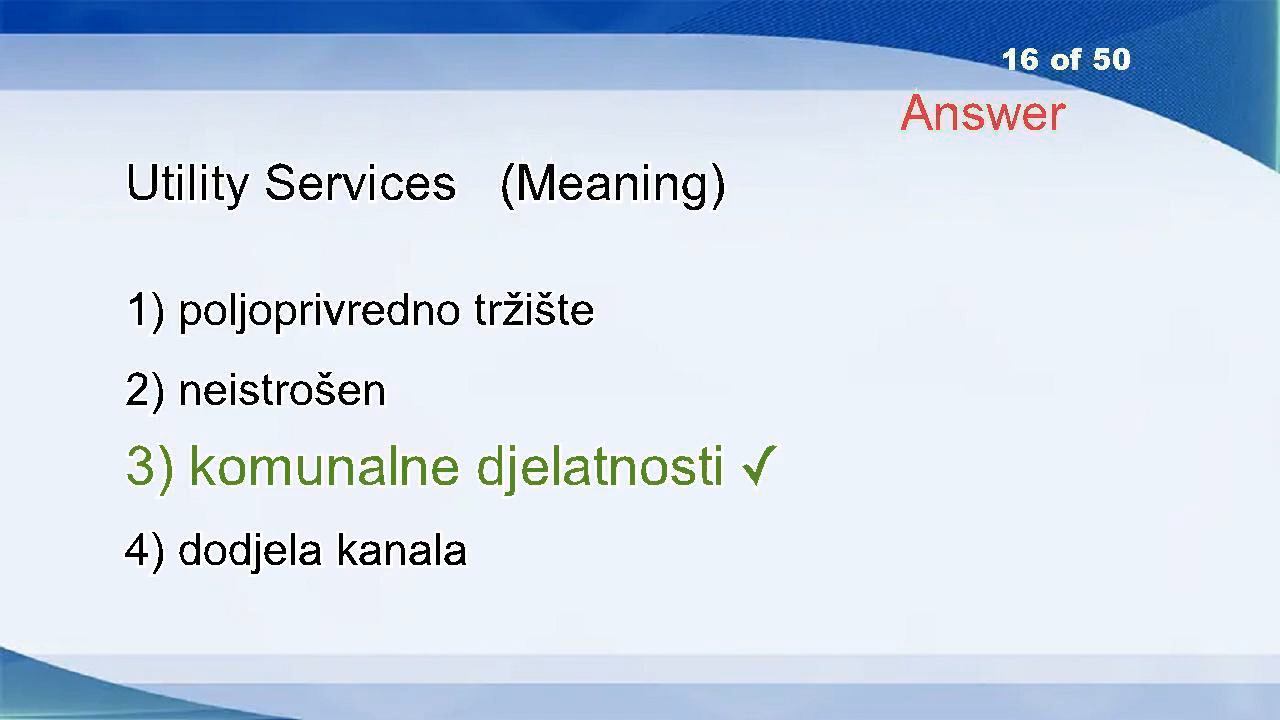 16 of 50
Answer
Utility Services (Meaning)
1) poljoprivredno tržište
2) neistrošen
3) komunalne djelatnosti ✓
4) dodjela kanala